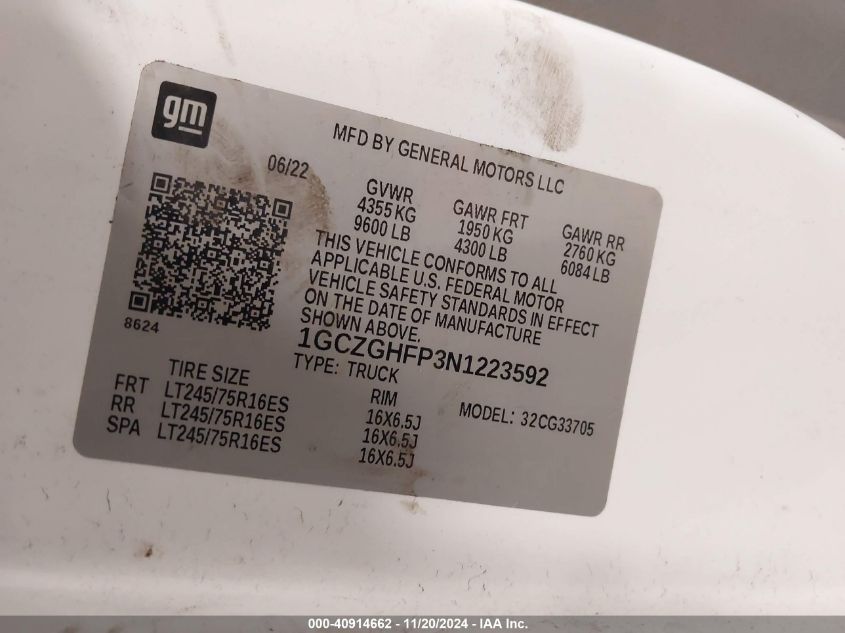 gm
MFD BY GENERAL MOTORS LLC
06/22
GVWR GAWR FRT GAWR RR
4355 KG 1950 KG 2760 KG
9600 LB 4300 LB 6084 LB
THIS VEHICLE CONFORMS TO ALL
APPLICABLE U.S. FEDERAL MOTOR
VEHICLE SAFETY STANDARDS IN EFFECT
ON THE DATE OF MANUFACTURE
SHOWN ABOVE.
8624
1GCZGHFP3N1223592
TYPE: TRUCK
MODEL: 32CG33705
TIRE SIZE RIM
FRT LT245/75R16ES 16X6.5J
RR LT245/75R16ES 16X6.5J
SPA LT245/75R16ES 16X6.5J
000-40914662 - 11/20/2024 - IAA Inc.